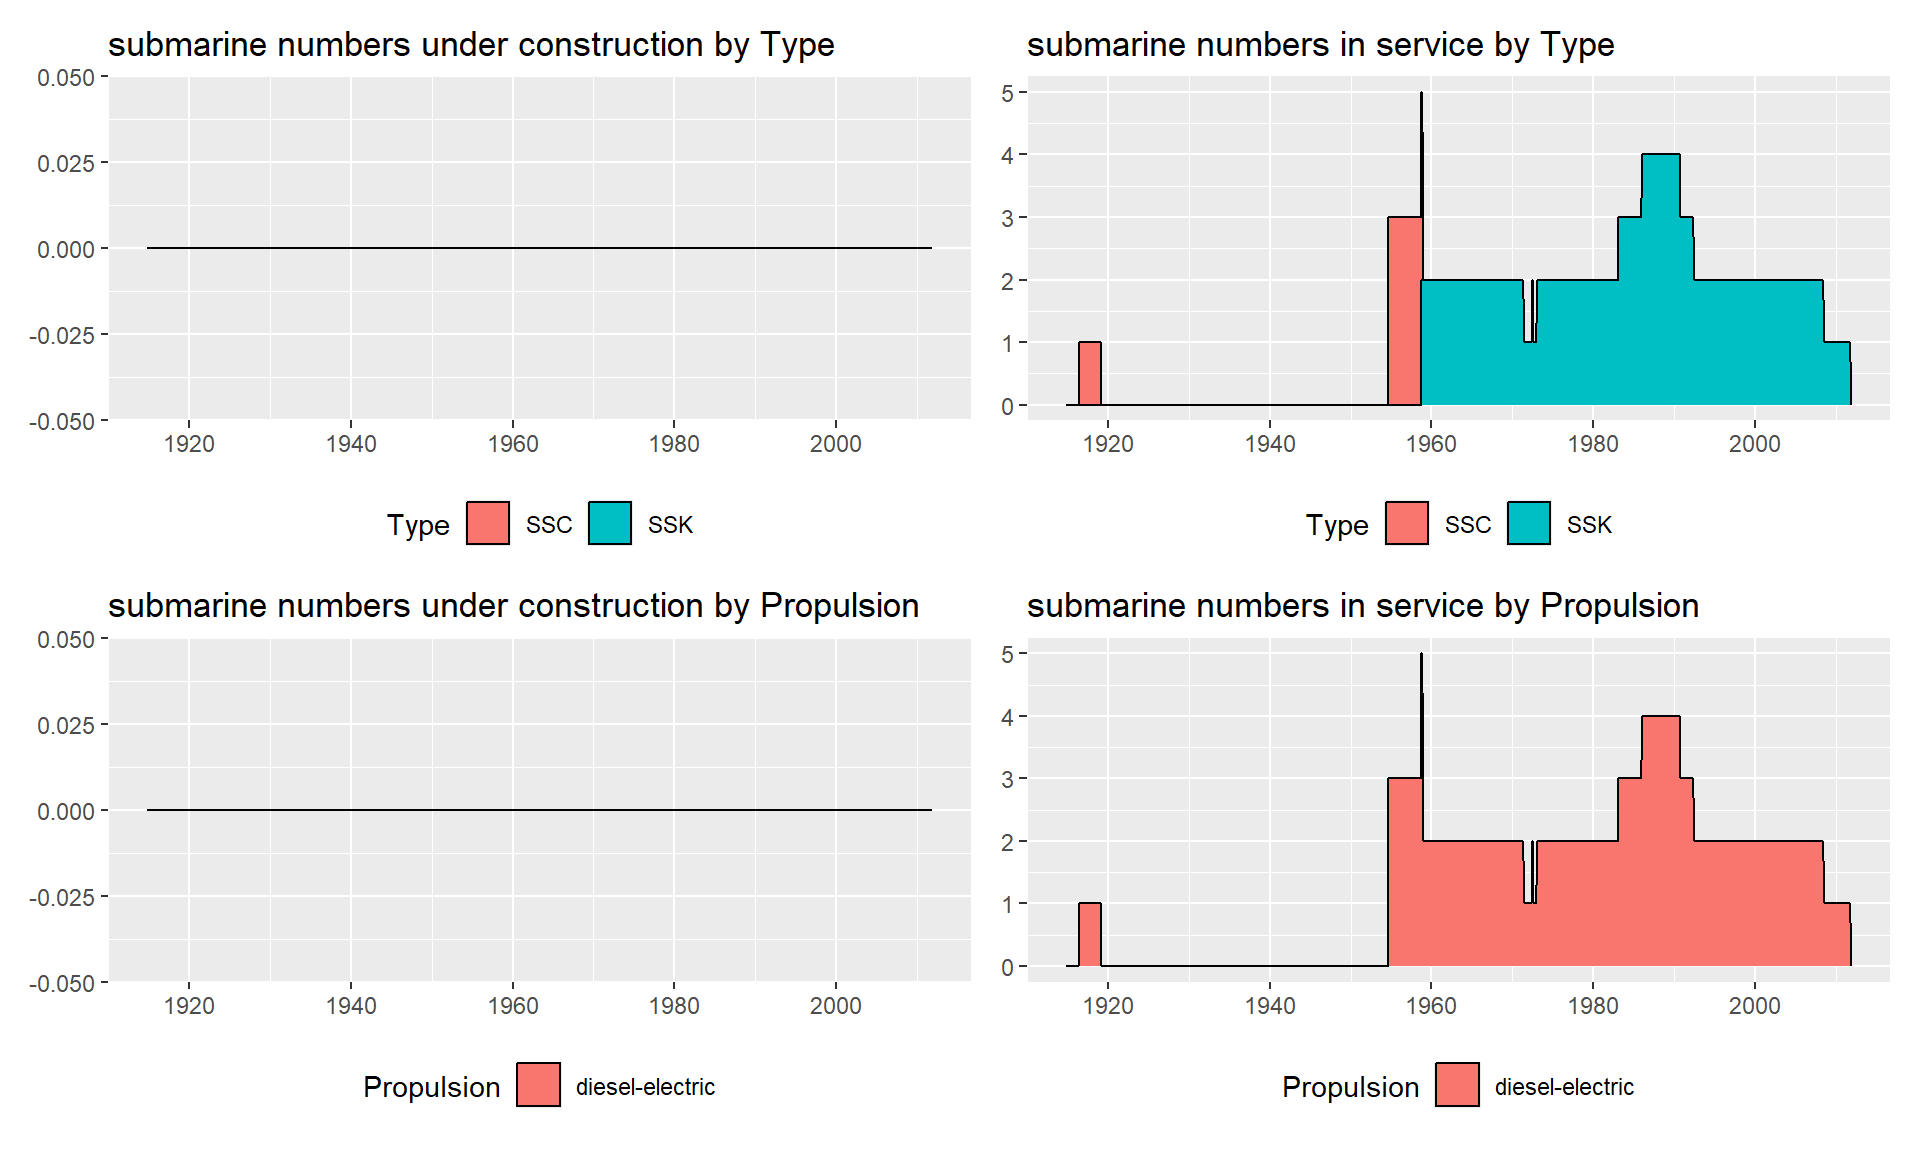 submarine numbers under construction by Type
0.050
0.025
0.000
-0.025
-0.050
1920 1940 1960 1980 2000
Type SSC SSK
submarine numbers in service by Type
5
4
3
2
1
0
1920 1940 1960 1980 2000
Type SSC SSK
submarine numbers under construction by Propulsion
0.050
0.025
0.000
-0.025
-0.050
1920 1940 1960 1980 2000
Propulsion diesel-electric
submarine numbers in service by Propulsion
5
4
3
2
1
0
1920 1940 1960 1980 2000
Propulsion diesel-electric